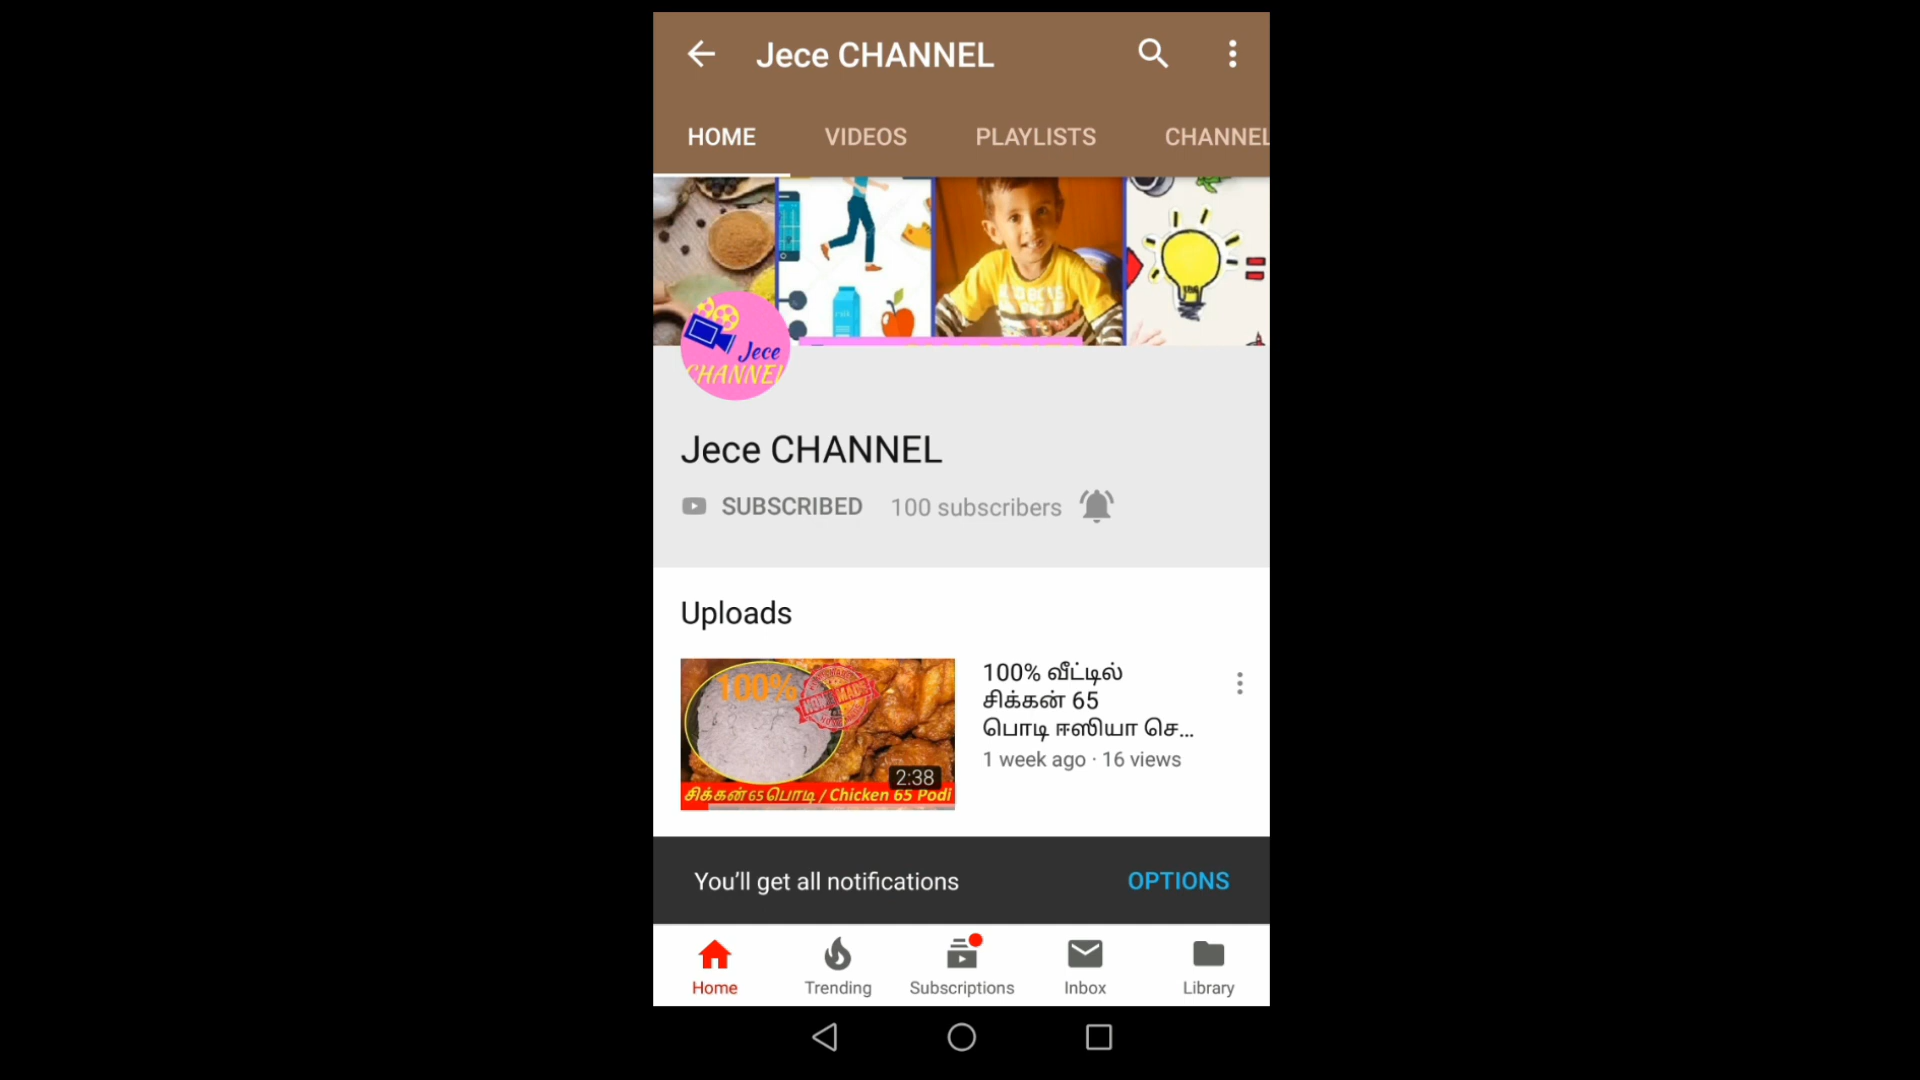 Jece CHANNEL
HOME VIDEOS PLAYLISTS CHANNEL
Jece
CHANNEL
Jece CHANNEL
SUBSCRIBED 100 subscribers
Uploads
100%
HOME MADE
2:38
சிக்கன் 65 பொடி / Chicken 65 Podi
100% வீட்டில்
சிக்கன் 65
பொடி ஈஸியா செ...
1 week ago · 16 views
You’ll get all notifications OPTIONS
Home Trending Subscriptions Inbox Library